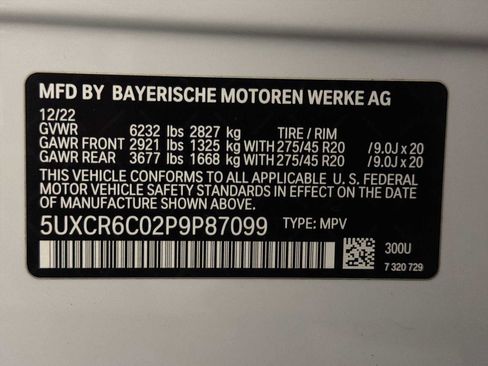 MFD BY BAYERISCHE MOTOREN WERKE AG
12/22
GVWR 6232 lbs 2827 kg TIRE / RIM
GAWR FRONT 2921 lbs 1325 kg WITH 275/45 R20 /9.0J x 20
GAWR REAR 3677 lbs 1668 kg WITH 275/45 R20 /9.0J x 20
THIS VEHICLE CONFORMS TO ALL APPLICABLE U. S. FEDERAL
MOTOR VEHICLE SAFETY STANDARDS IN EFFECT ON THE DATE
OF MANUFACTURE SHOWN ABOVE.
5UXCR6C02P9P87099 TYPE: MPV
300U
7 320 729